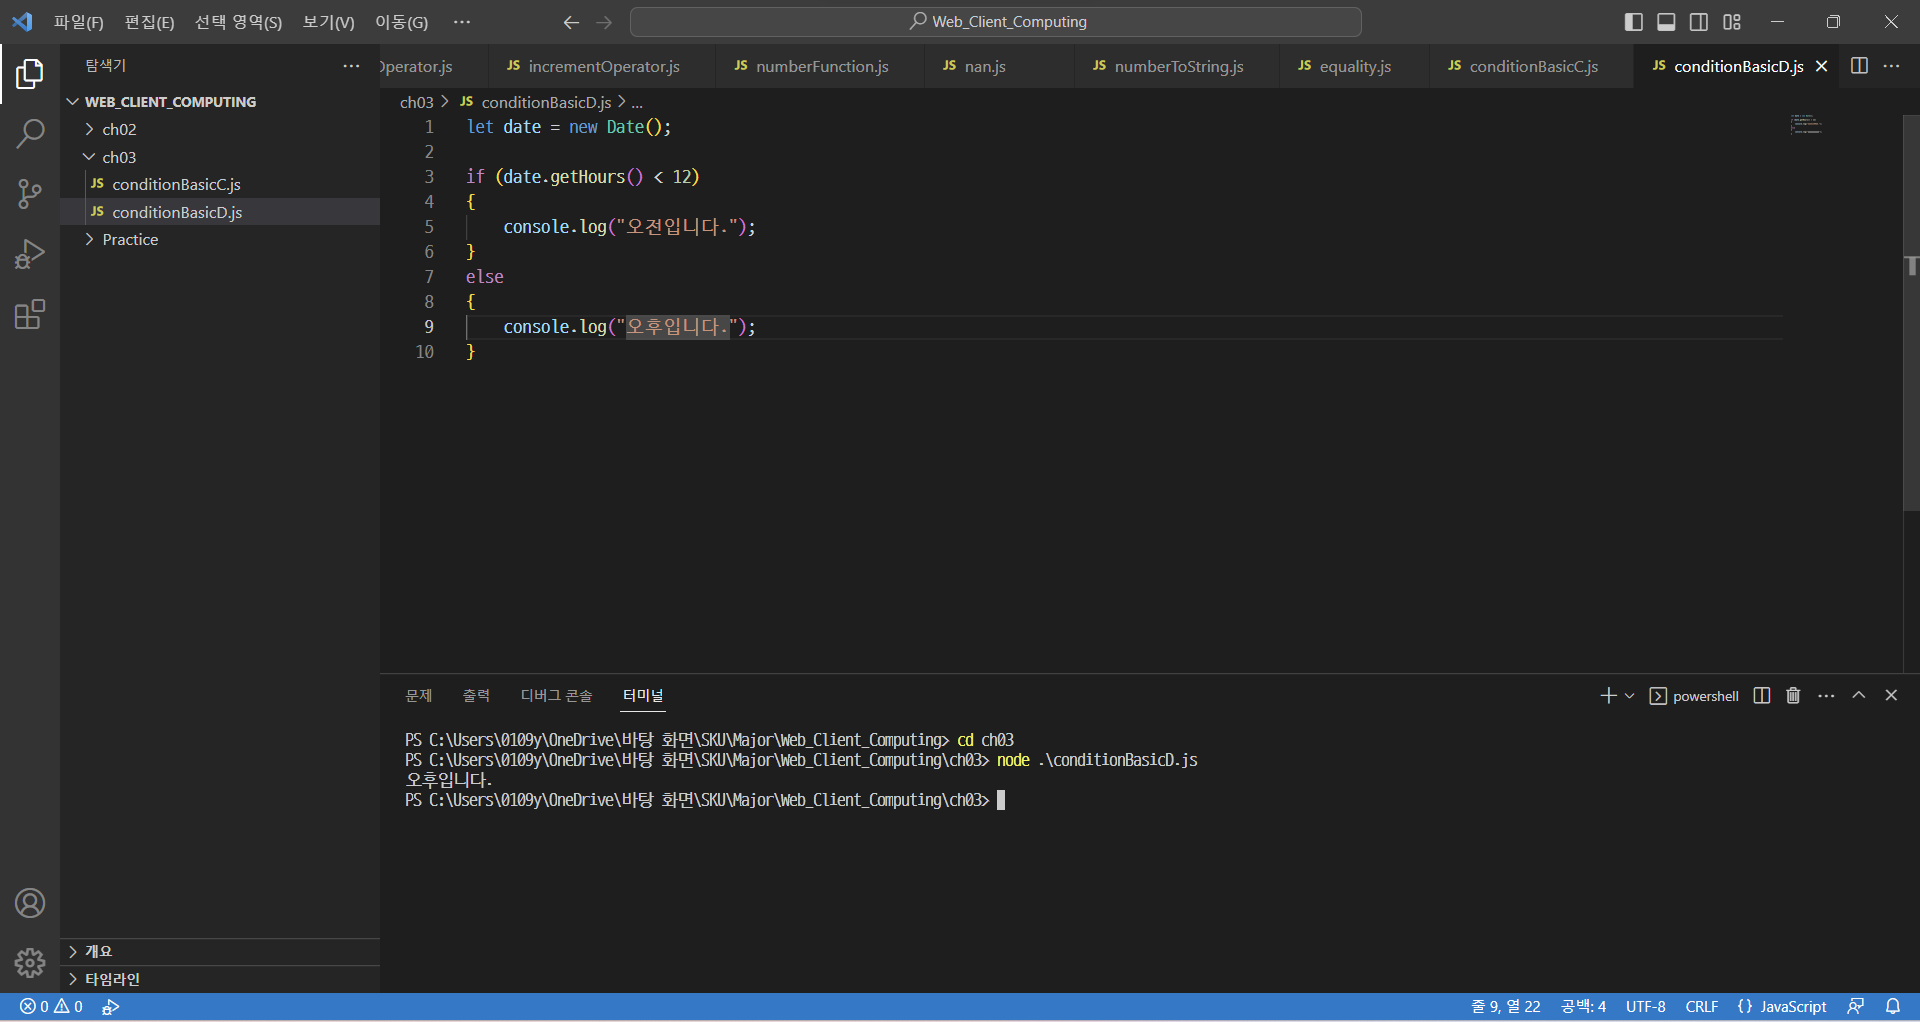 파일(F) 편집(E) 선택 영역(S) 보기(V) 이동(G) ··· Web_Client_Computing
탐색기 ···
Operator.js JS incrementOperator.js JS numberFunction.js JS nan.js JS numberToString.js JS equality.js JS conditionBasicC.js JS conditionBasicD.js ···
WEB_CLIENT_COMPUTING
ch02
ch03
JS conditionBasicC.js
JS conditionBasicD.js
Practice
개요
타임라인
ch03 > JS conditionBasicD.js > ...
1 let date = new Date();
2
3 if (date.getHours() < 12)
4 {
5 console.log("오전입니다.");
6 }
7 else
8 {
9 console.log("오후입니다.");
10 }
문제 출력 디버그 콘솔 터미널 powershell ···
PS C:\Users\0109y\OneDrive\바탕 화면\SKU\Major\Web_Client_Computing> cd ch03
PS C:\Users\0109y\OneDrive\바탕 화면\SKU\Major\Web_Client_Computing\ch03> node .\conditionBasicD.js
오후입니다.
PS C:\Users\0109y\OneDrive\바탕 화면\SKU\Major\Web_Client_Computing\ch03>
0 0 줄 9, 열 22 공백: 4 UTF-8 CRLF {} JavaScript